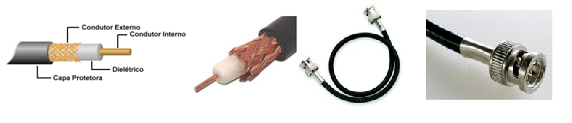 Condutor Externo
Condutor Interno
Dielétrico
Capa Protetora